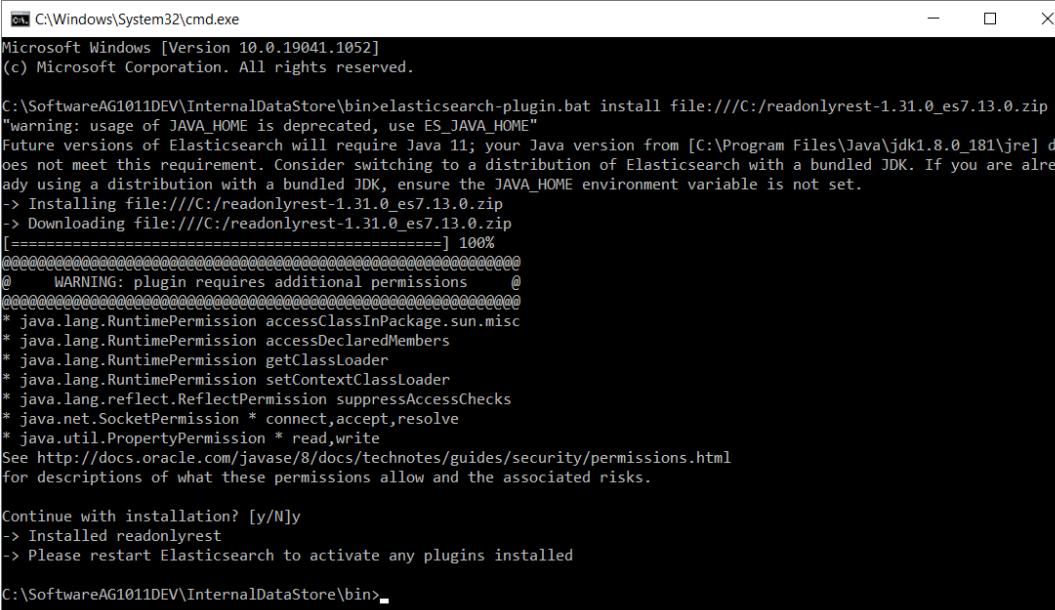 C:\Windows\System32\cmd.exe
Microsoft Windows [Version 10.0.19041.1052]
(c) Microsoft Corporation. All rights reserved.
C:\SoftwareAG1011DEV\InternalDataStore\bin>elasticsearch-plugin.bat install file:///C:/readonlyrest-1.31.0_es7.13.0.zip
"warning: usage of JAVA_HOME is deprecated, use ES_JAVA_HOME"
Future versions of Elasticsearch will require Java 11; your Java version from [C:\Program Files\Java\jdk1.8.0_181\jre] d
oes not meet this requirement. Consider switching to a distribution of Elasticsearch with a bundled JDK. If you are alre
ady using a distribution with a bundled JDK, ensure the JAVA_HOME environment variable is not set.
-> Installing file:///C:/readonlyrest-1.31.0_es7.13.0.zip
-> Downloading file:///C:/readonlyrest-1.31.0_es7.13.0.zip
[=================================================] 100%
@@@@@@@@@@@@@@@@@@@@@@@@@@@@@@@@@@@@@@@@@@@@@@@@@@@@@@@@@@@
@     WARNING: plugin requires additional permissions     @
@@@@@@@@@@@@@@@@@@@@@@@@@@@@@@@@@@@@@@@@@@@@@@@@@@@@@@@@@@@
* java.lang.RuntimePermission accessClassInPackage.sun.misc
* java.lang.RuntimePermission accessDeclaredMembers
* java.lang.RuntimePermission getClassLoader
* java.lang.RuntimePermission setContextClassLoader
* java.lang.reflect.ReflectPermission suppressAccessChecks
* java.net.SocketPermission * connect,accept,resolve
* java.util.PropertyPermission * read,write
See http://docs.oracle.com/javase/8/docs/technotes/guides/security/permissions.html
for descriptions of what these permissions allow and the associated risks.
Continue with installation? [y/N]y
-> Installed readonlyrest
-> Please restart Elasticsearch to activate any plugins installed
C:\SoftwareAG1011DEV\InternalDataStore\bin>